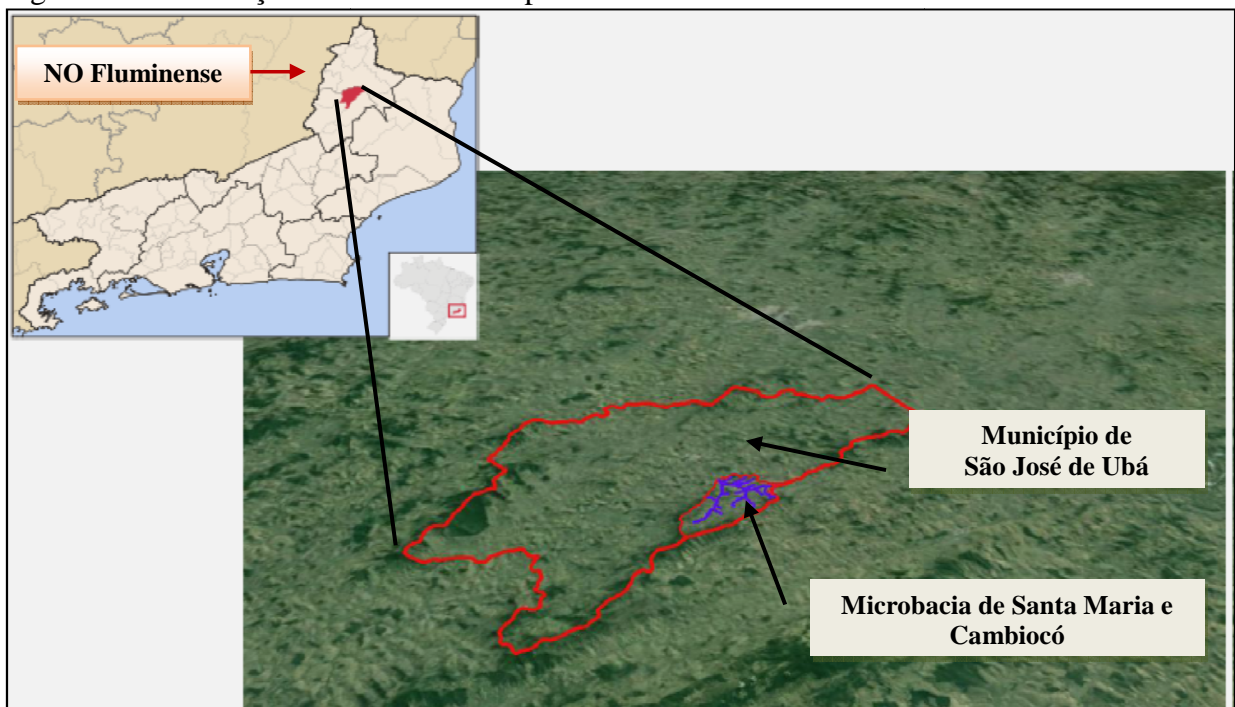 NO Fluminense
Município de
São José de Ubá
Microbacia de Santa Maria e
Cambiocó